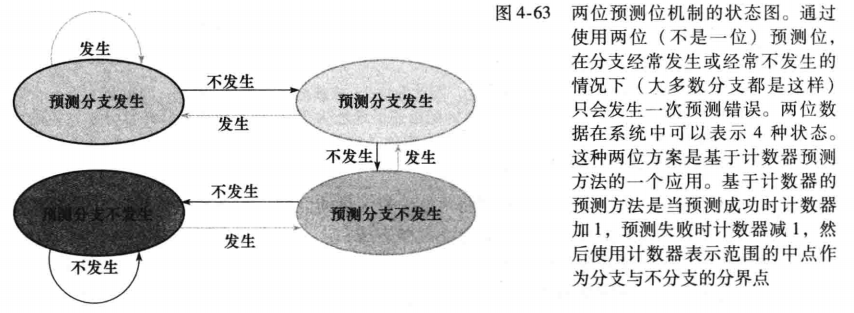 发生
不发生
预测分支发生
预测分支发生
发生
不发生
发生
不发生
预测分支不发生
预测分支不发生
发生
不发生
图 4-63 两位预测位机制的状态图。通过
使用两位（不是一位）预测位，
在分支经常发生或经常不发生的
情况下（大多数分支都是这样）
只会发生一次预测错误。两位数
据在系统中可以表示 4 种状态。
这种两位方案是基于计数器预测
方法的一个应用。基于计数器的
预测方法是当预测成功时计数器
加 1，预测失败时计数器减 1，然
后使用计数器表示范围的中点作
为分支与不分支的分界点